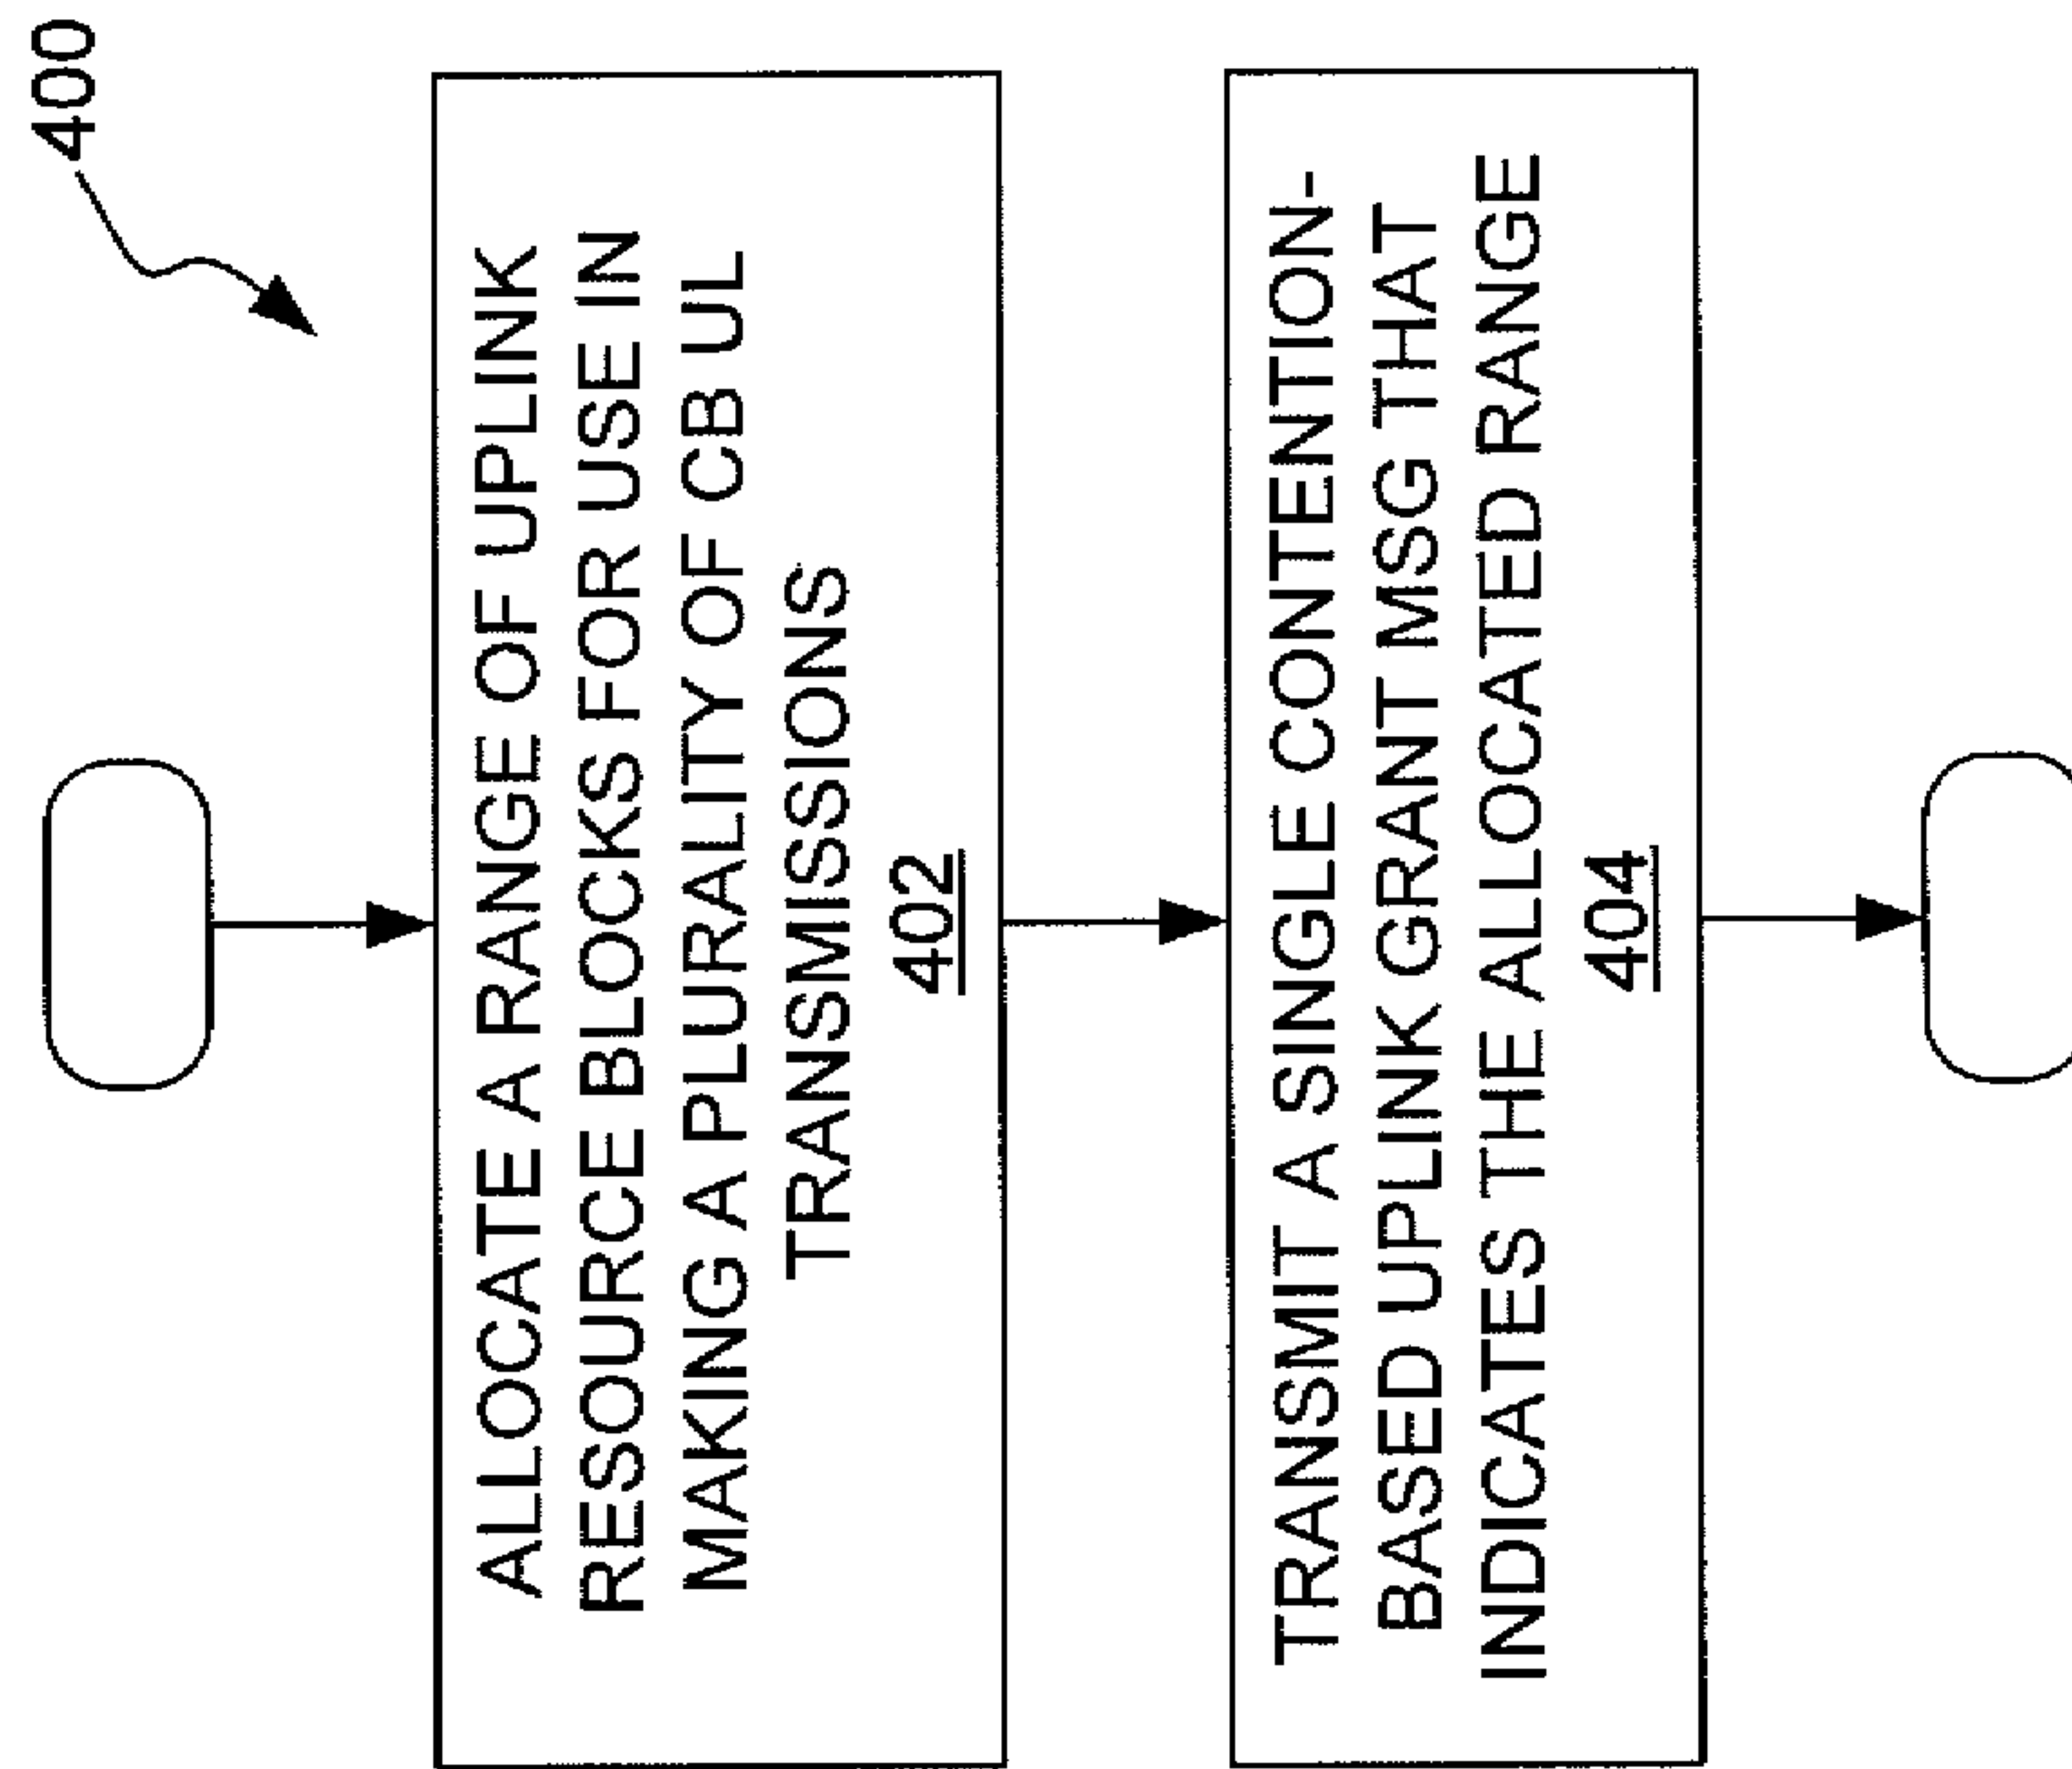 400
ALLOCATE A RANGE OF UPLINK
RESOURCE BLOCKS FOR USE IN
MAKING A PLURALITY OF CB UL
TRANSMISSIONS
402
TRANSMIT A SINGLE CONTENTION-
BASED UPLINK GRANT MSG THAT
INDICATES THE ALLOCATED RANGE
404